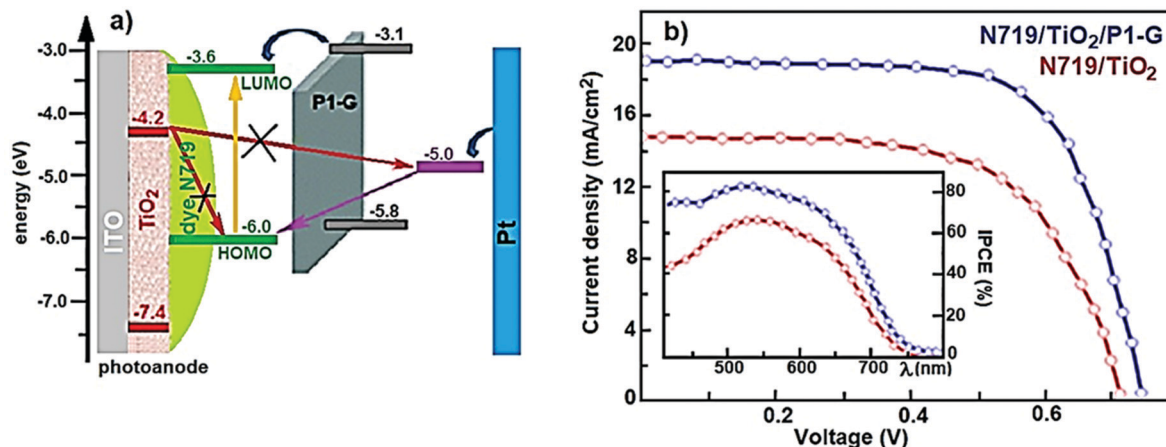 a)
energy (eV)
-3.0
-4.0
-5.0
-6.0
-7.0
ITO
TiO₂
-4.2
-7.4
dye N719
-3.6
LUMO
-6.0
HOMO
P1-G
-3.1
-5.8
-5.0
Pt
photoanode
b)
N719/TiO₂/P1-G
N719/TiO₂
Current density (mA/cm²)
20
16
12
8
4
0
0.2
0.4
0.6
Voltage (V)
80
60
40
20
0
IPCE (%)
500
600
700
λ(nm)